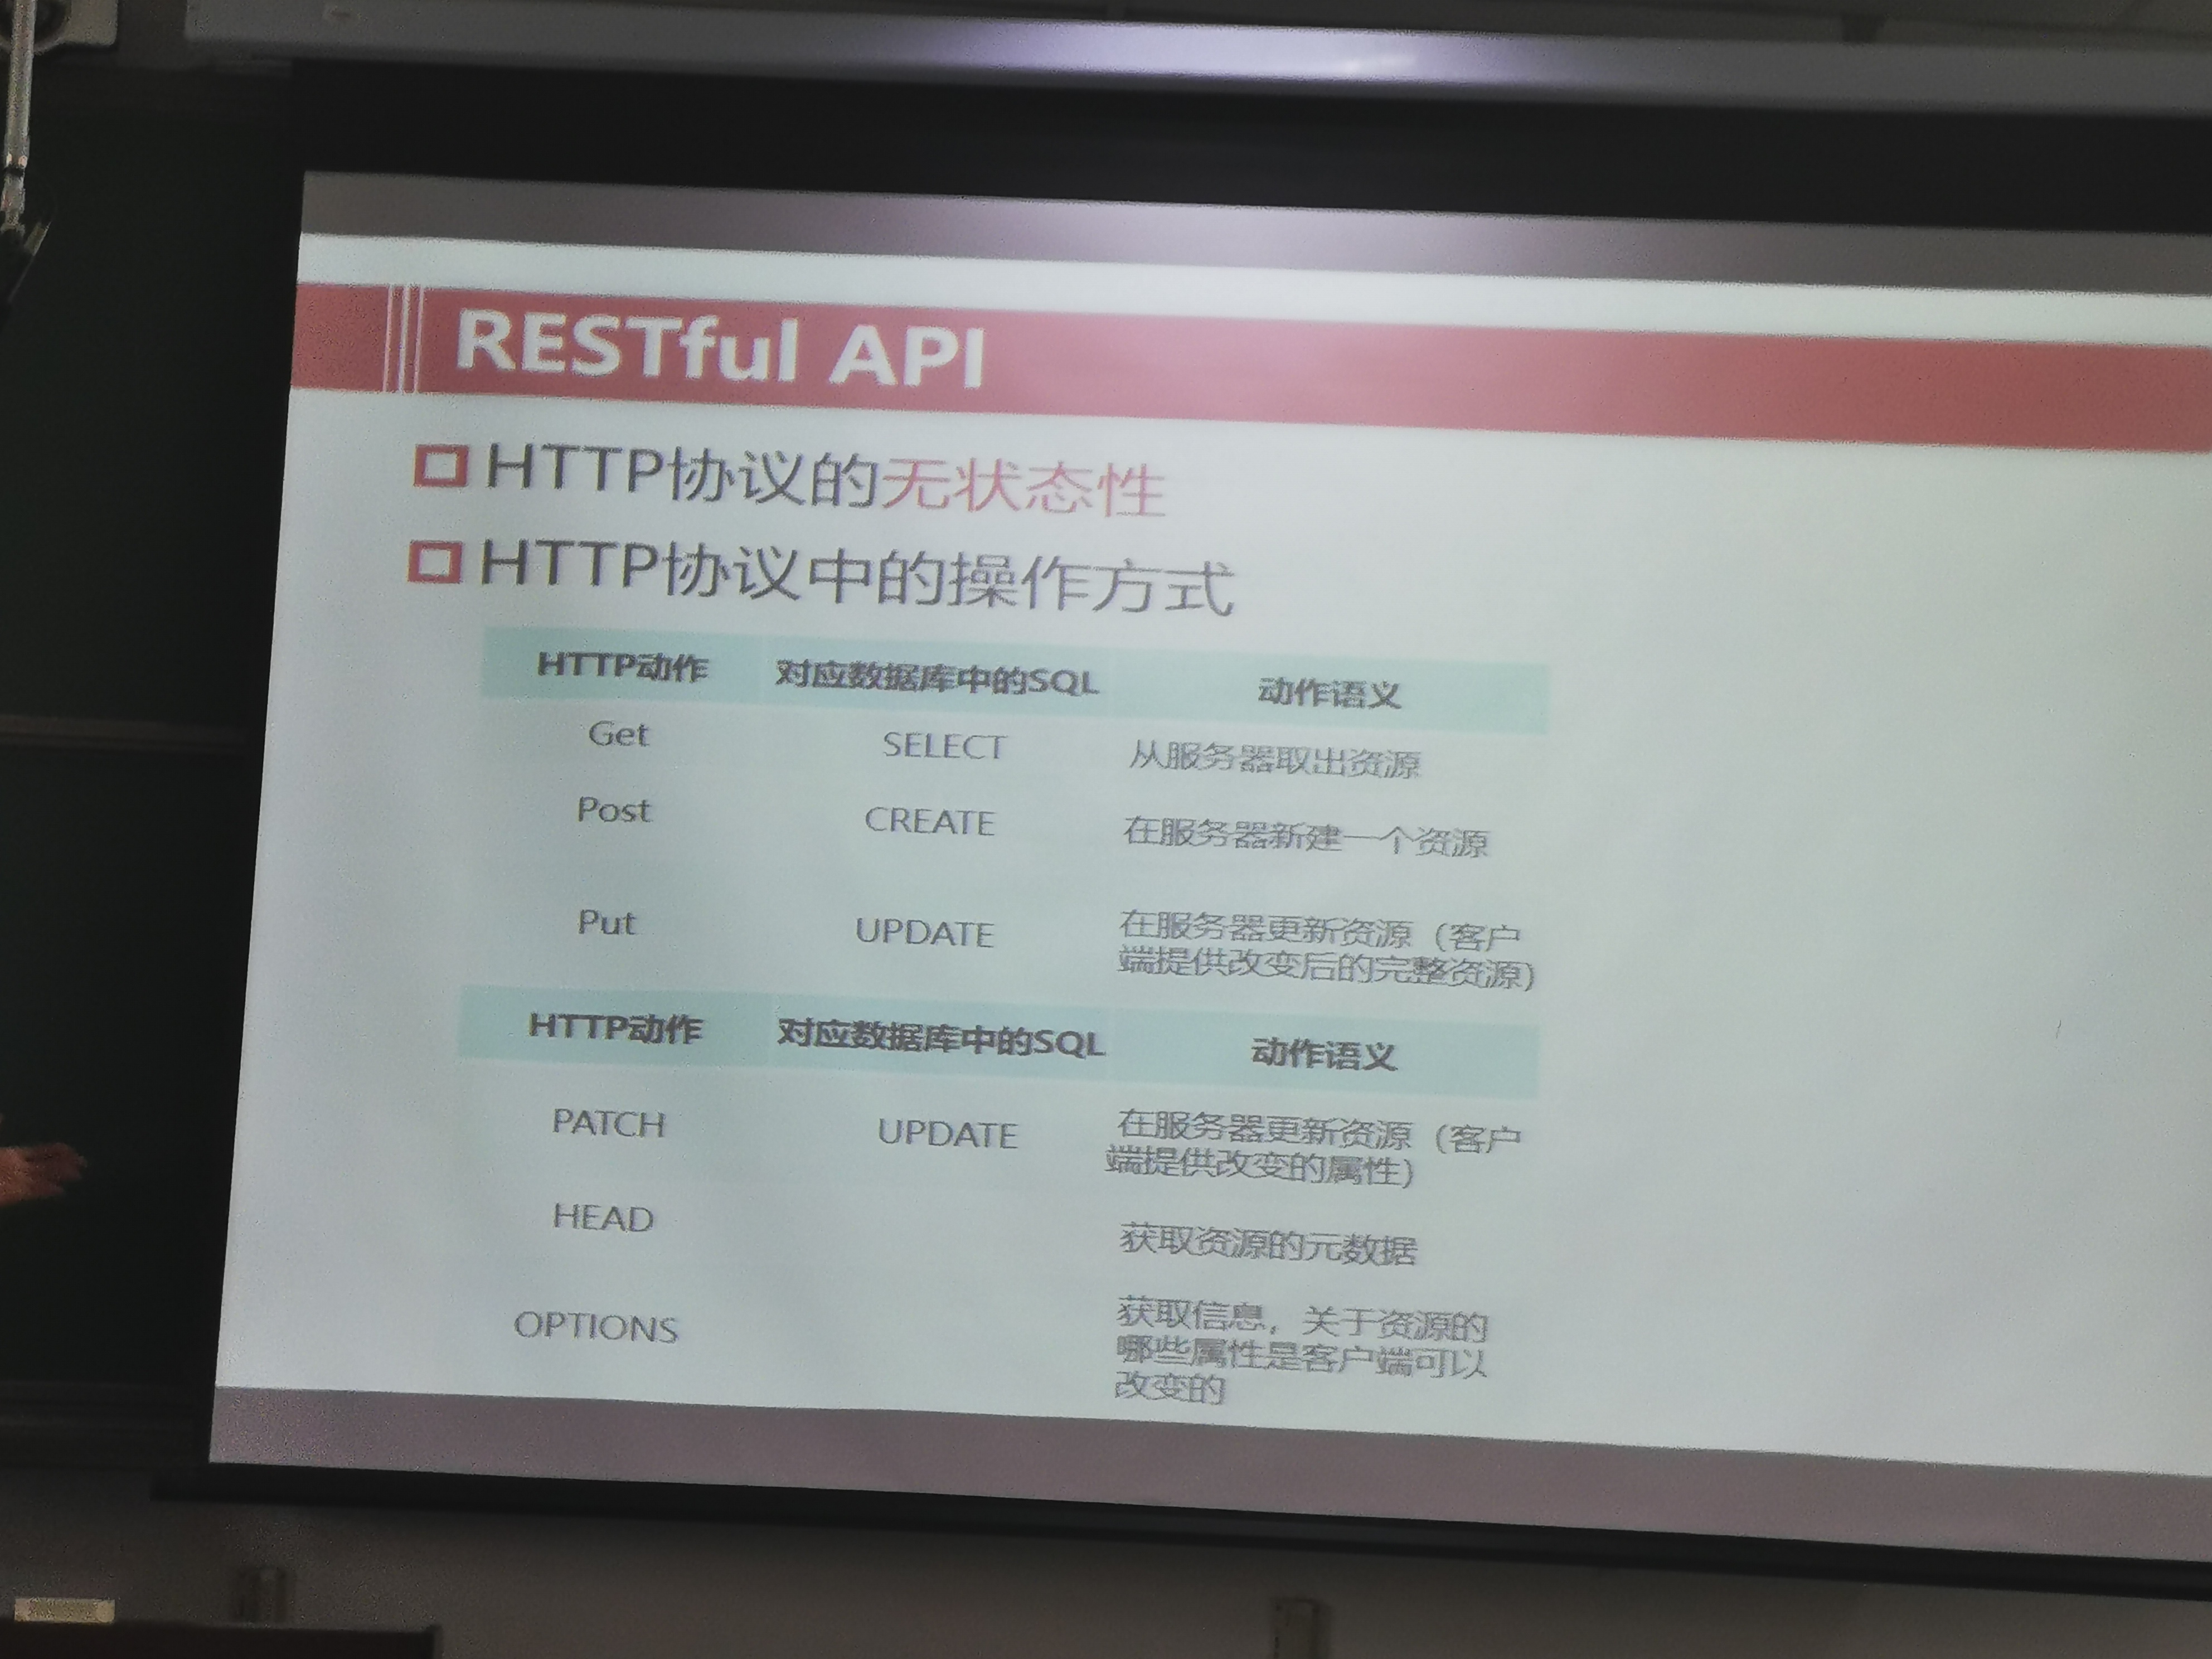 RESTful API
HTTP协议的无状态性
HTTP协议中的操作方式
HTTP动作 对应数据库中的SQL 动作语义
Get SELECT 从服务器取出资源
Post CREATE 在服务器新建一个资源
Put UPDATE 在服务器更新资源（客户
端提供改变后的完整资源）
HTTP动作 对应数据库中的SQL 动作语义
PATCH UPDATE 在服务器更新资源（客户
端提供改变的属性）
HEAD 获取资源的元数据
OPTIONS 获取信息，关于资源的
哪些属性是客户端可以
改变的